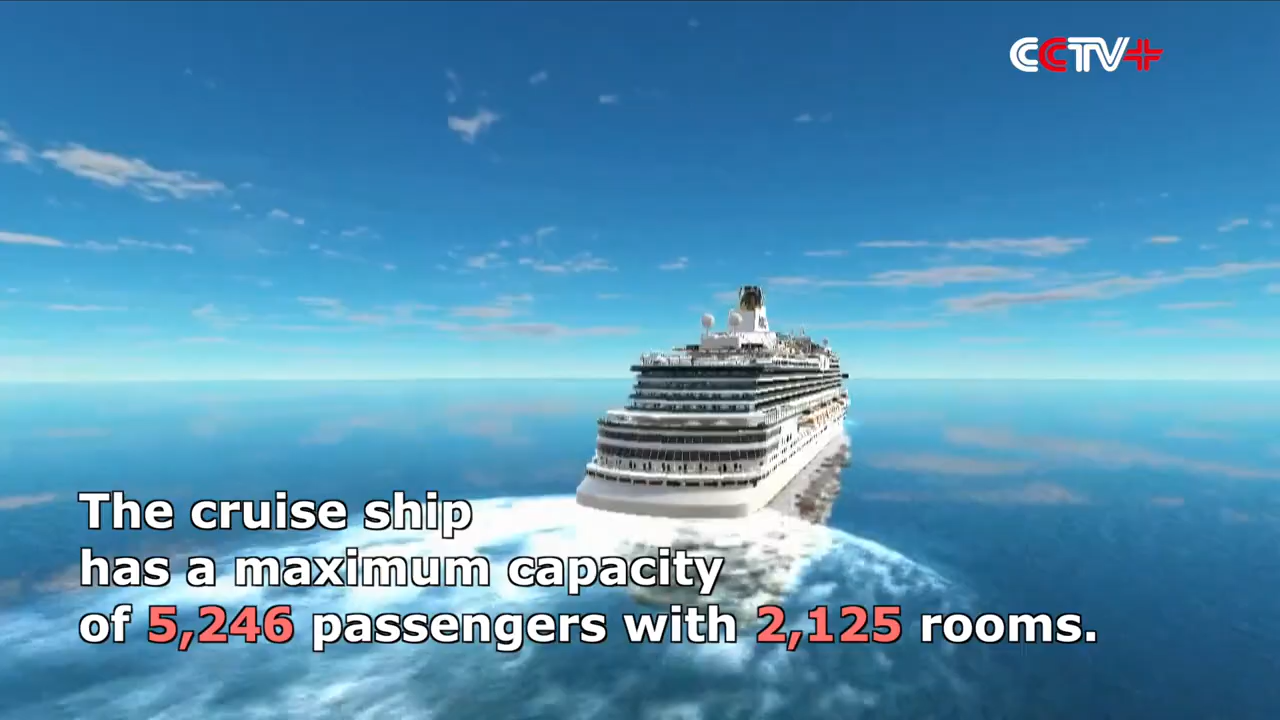 CCTV+
The cruise ship
has a maximum capacity
of 5,246 passengers with 2,125 rooms.